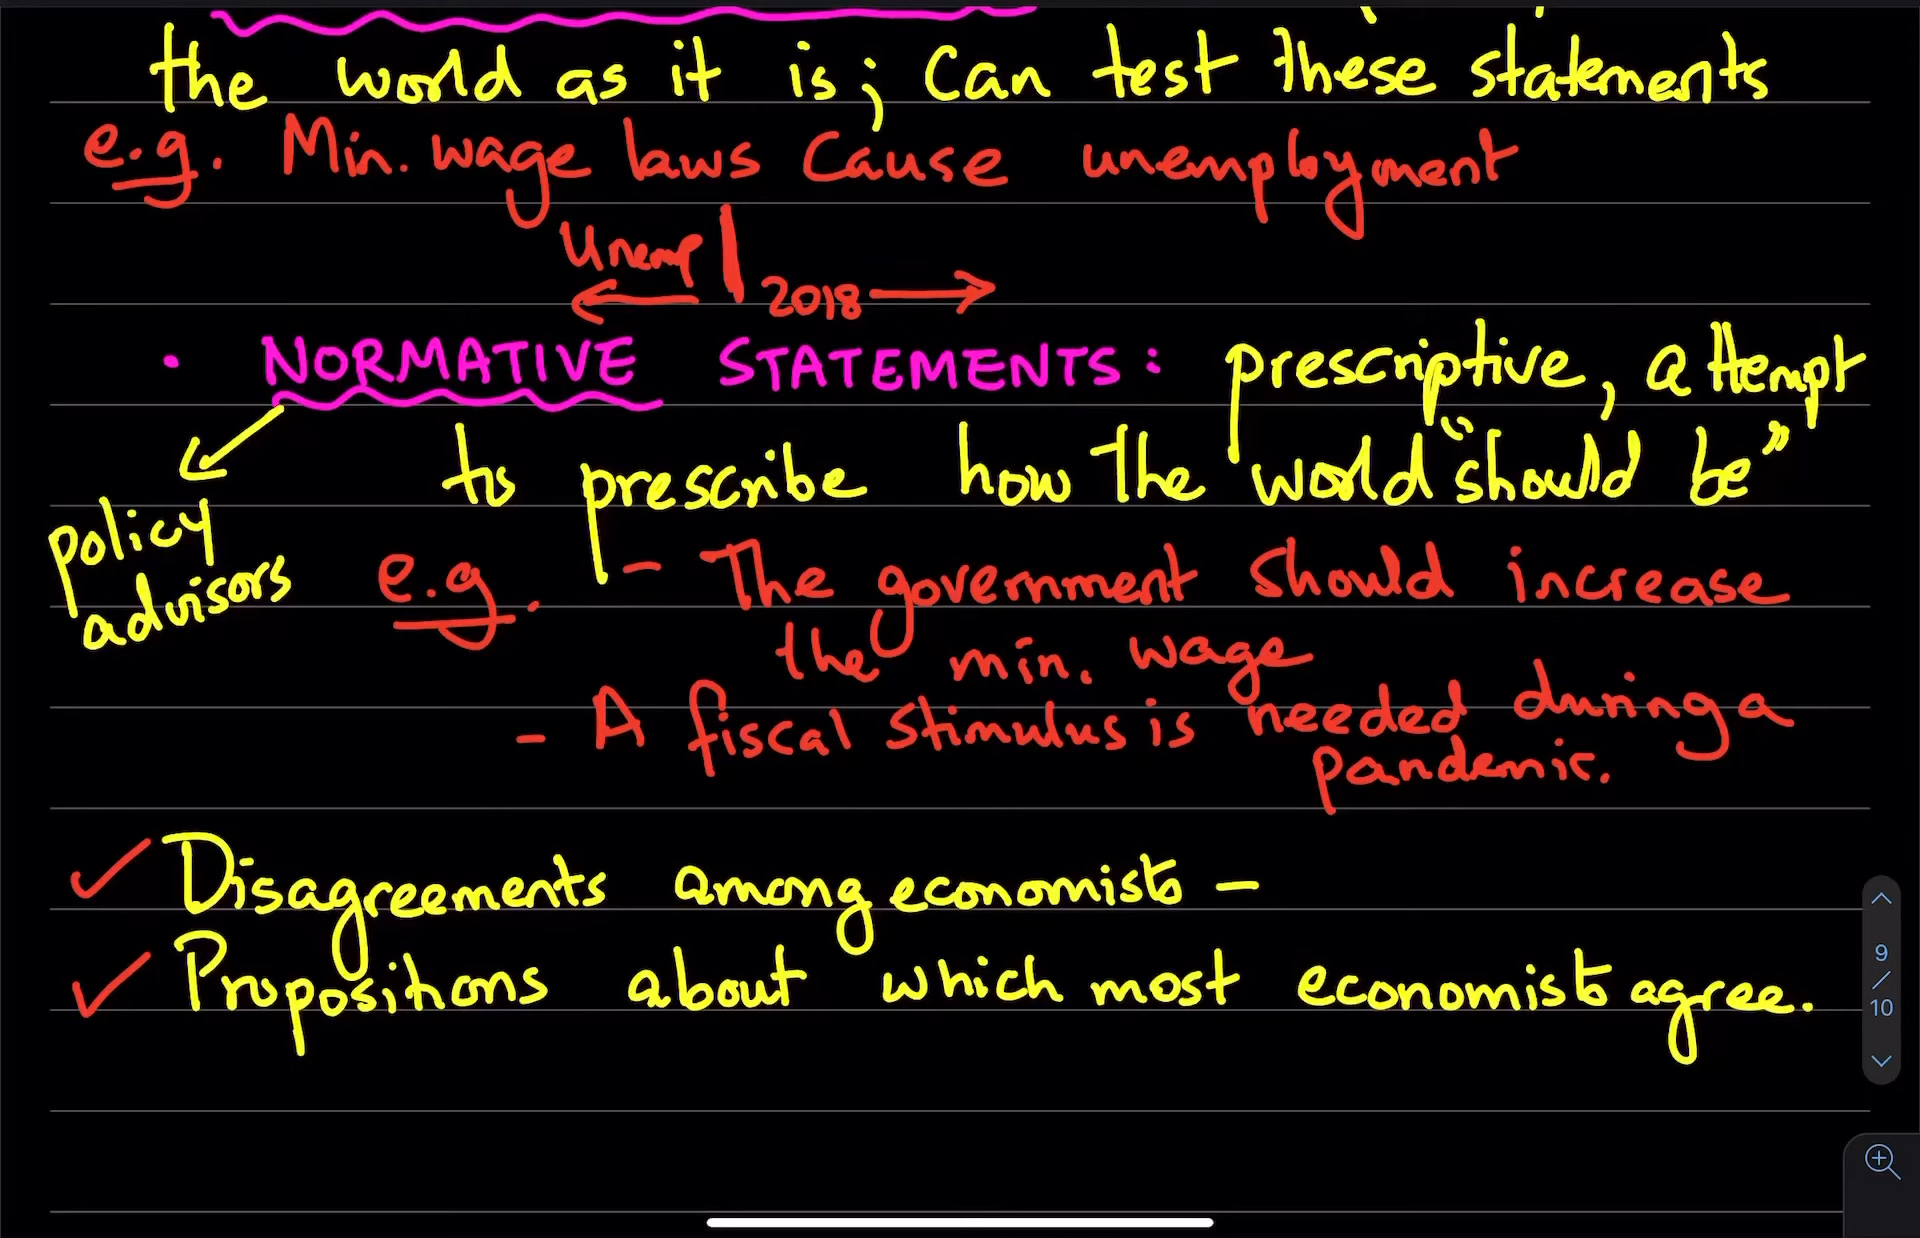 the world as it is; Can test these statements
e.g. Min. wage laws cause unemployment
Unemp 2018
• NORMATIVE STATEMENTS: prescriptive, attempt
to prescribe how the world "should be"
policy
advisors
e.g. - The government should increase
the min. wage
- A fiscal stimulus is needed during a
pandemic.
Disagreements among economists -
Propositions about which most economists agree.
9
/
10